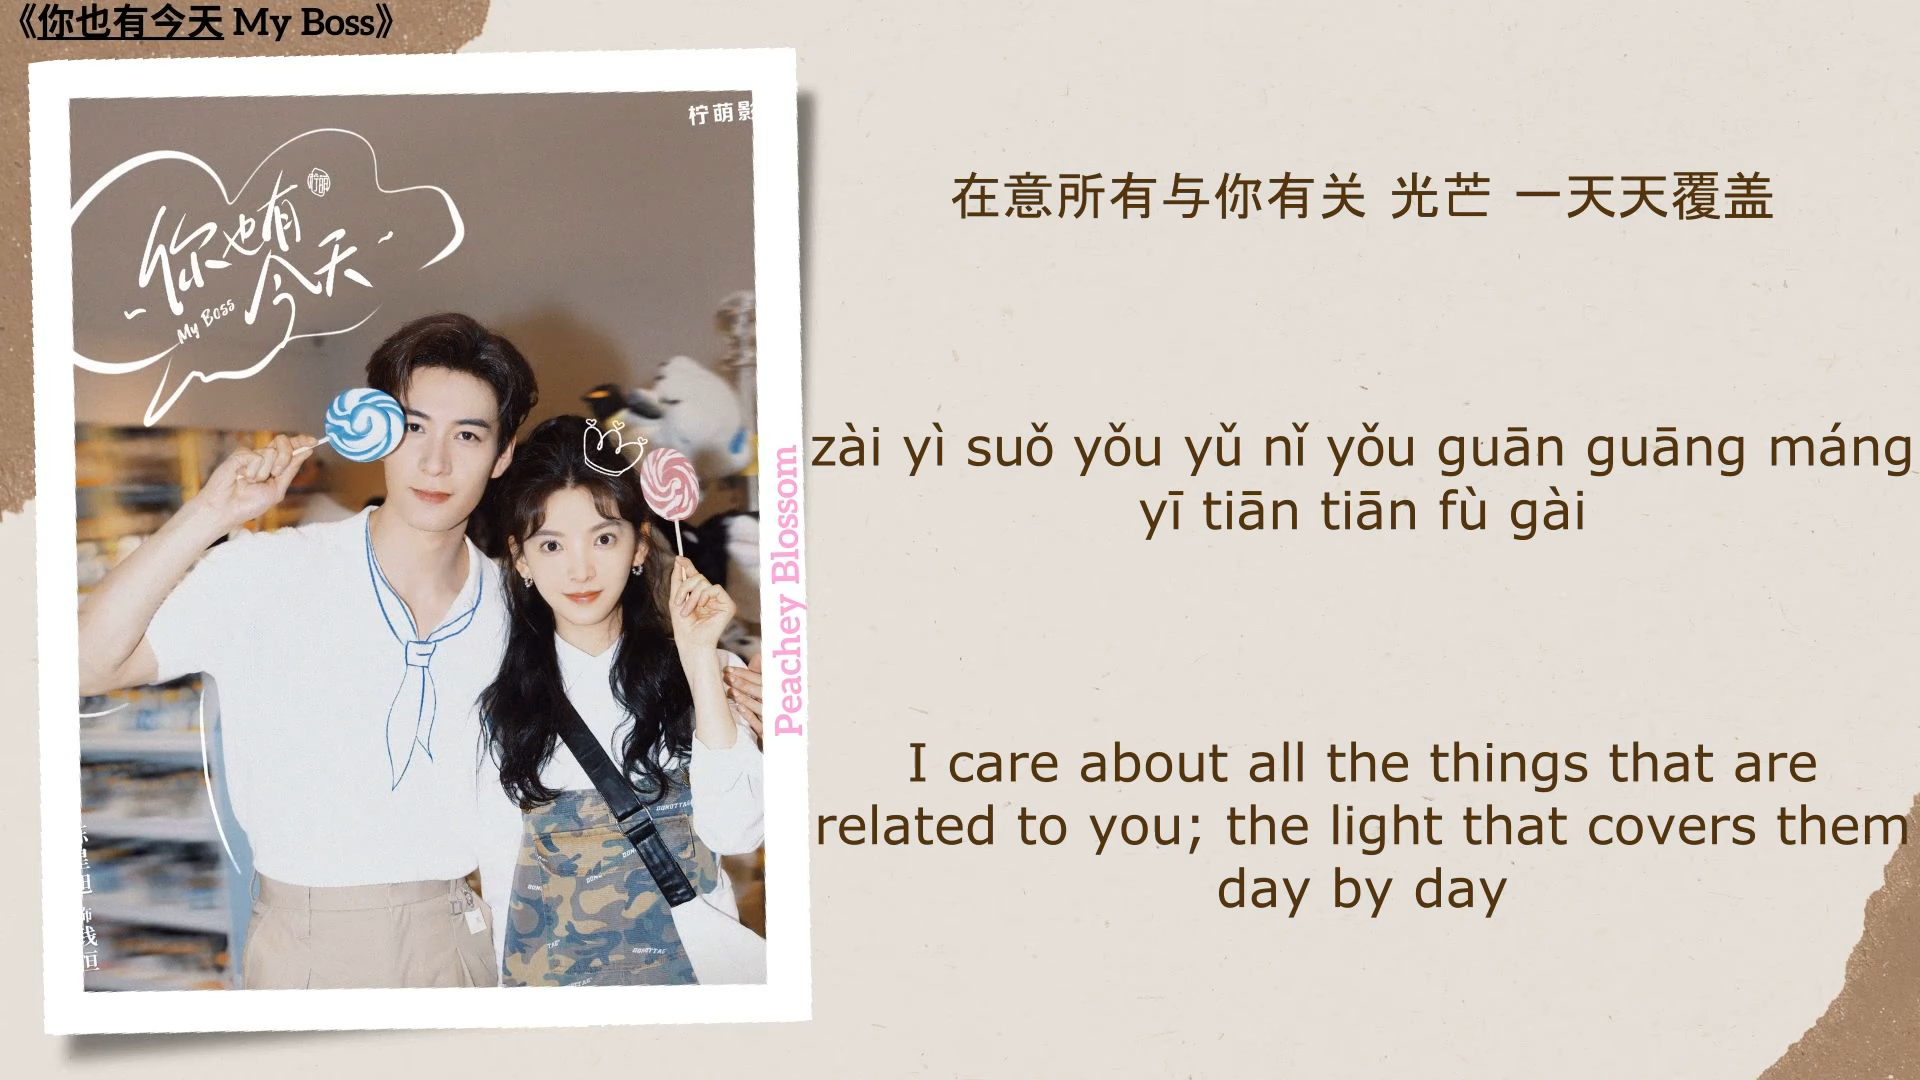 《你也有今天 My Boss》
柠萌影
你也有
今天
My Boss
在意所有与你有关 光芒 一天天覆盖
zài yì suǒ yǒu yǔ nǐ yǒu guān guāng máng
yī tiān tiān fù gài
Peachey Blossom
I care about all the things that are
related to you; the light that covers them
day by day